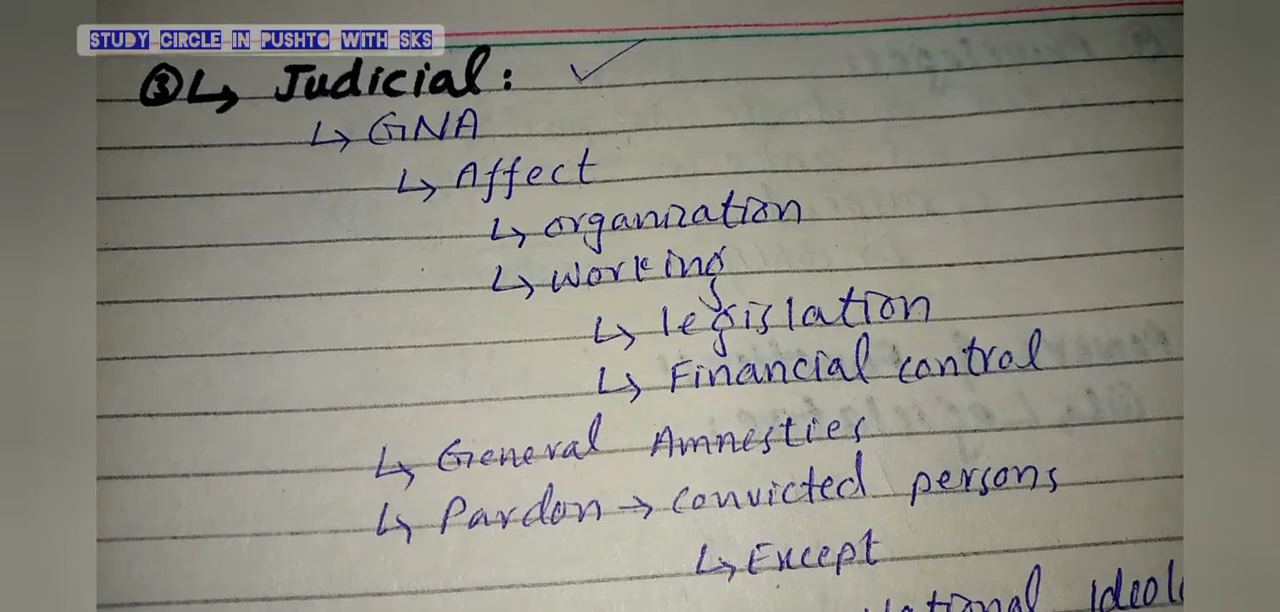 STUDY CIRCLE IN PUSHTO WITH SKS
③↳ Judicial: ✓
↳ GNA
↳ Affect
↳ organization
↳ working
↳ legislation
↳ Financial control
↳ General Amnesties
↳ Pardon → convicted persons
↳ Except